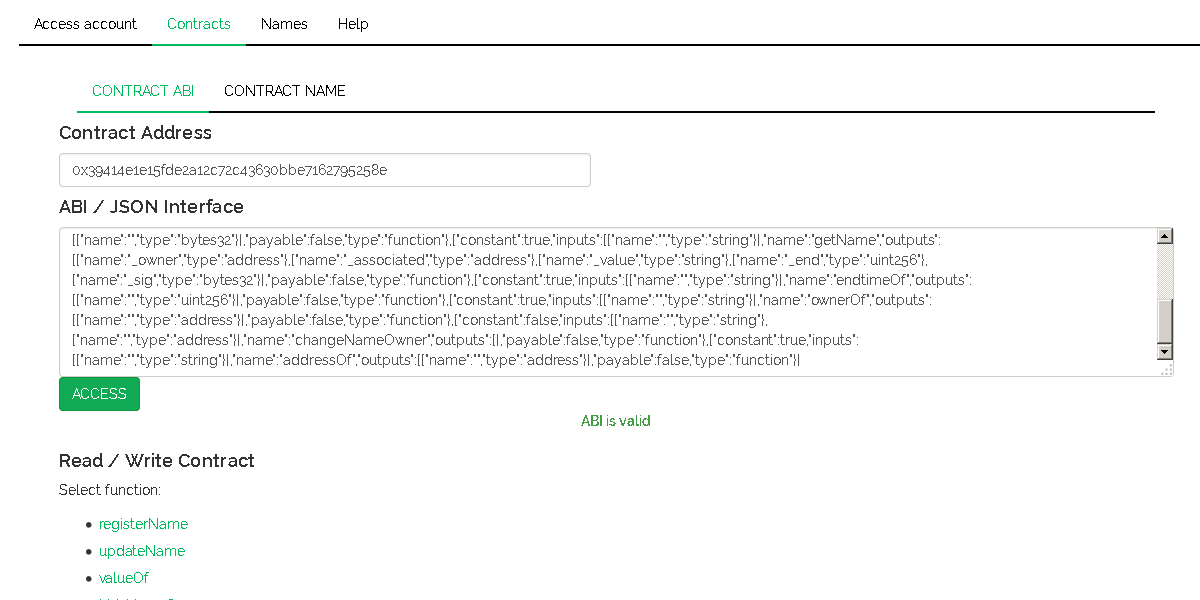 Access account Contracts Names Help
CONTRACT ABI CONTRACT NAME
Contract Address
0x39414e1e15fde2a12c72c43630bbe7162795258e
ABI / JSON Interface
[{"name":"","type":"bytes32"}],"payable":false,"type":"function"},{"constant":true,"inputs":[{"name":"","type":"string"}],"name":"getName","outputs":
[{"name":"_owner","type":"address"},{"name":"_associated","type":"address"},{"name":"_value","type":"string"},{"name":"_end","type":"uint256"},
{"name":"_sig","type":"bytes32"}],"payable":false,"type":"function"},{"constant":true,"inputs":[{"name":"","type":"string"}],"name":"endtimeOf","outputs":
[{"name":"","type":"uint256"}],"payable":false,"type":"function"},{"constant":true,"inputs":[{"name":"","type":"string"}],"name":"ownerOf","outputs":
[{"name":"","type":"address"}],"payable":false,"type":"function"},{"constant":false,"inputs":[{"name":"","type":"string"},
{"name":"","type":"address"}],"name":"changeNameOwner","outputs":[],"payable":false,"type":"function"},{"constant":true,"inputs":
[{"name":"","type":"string"}],"name":"addressOf","outputs":[{"name":"","type":"address"}],"payable":false,"type":"function"}]
ACCESS
ABI is valid
Read / Write Contract
Select function:
registerName
updateName
valueOf